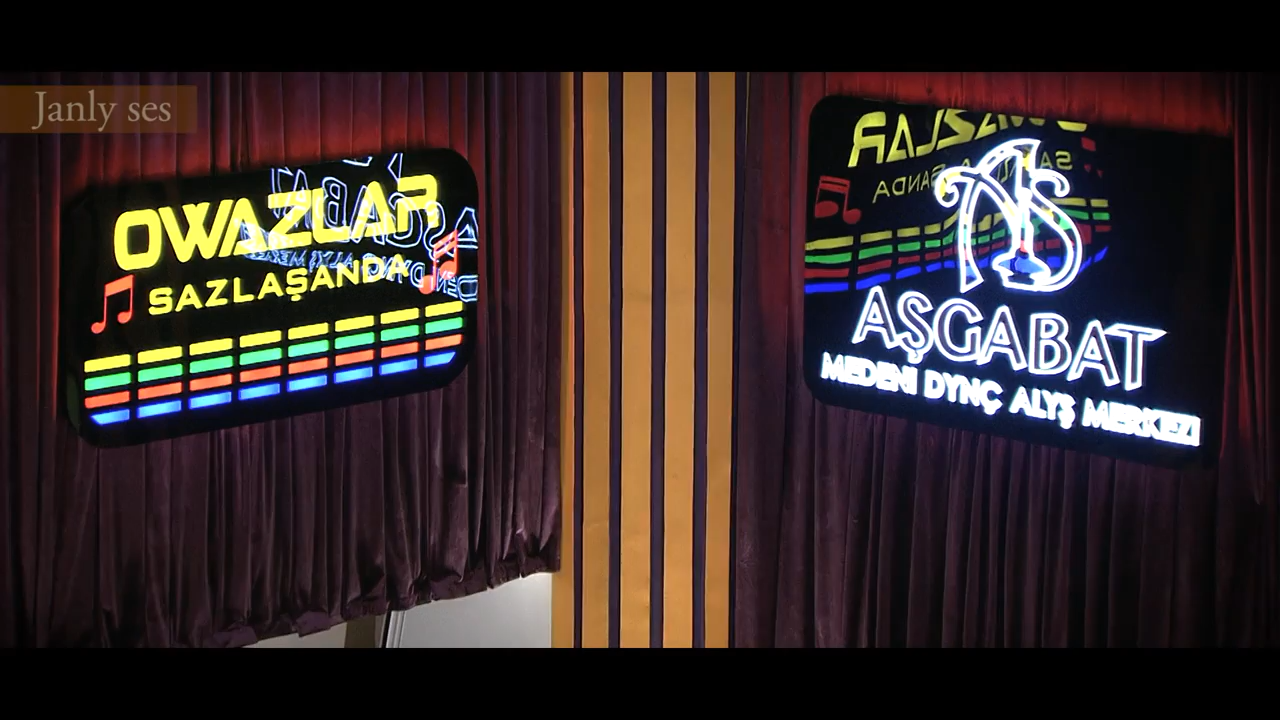 Janly ses
OWAZLAR
SAZLAŞANDA
AŞGABAT
MEDENI DYNÇ ALYŞ MERKEZI